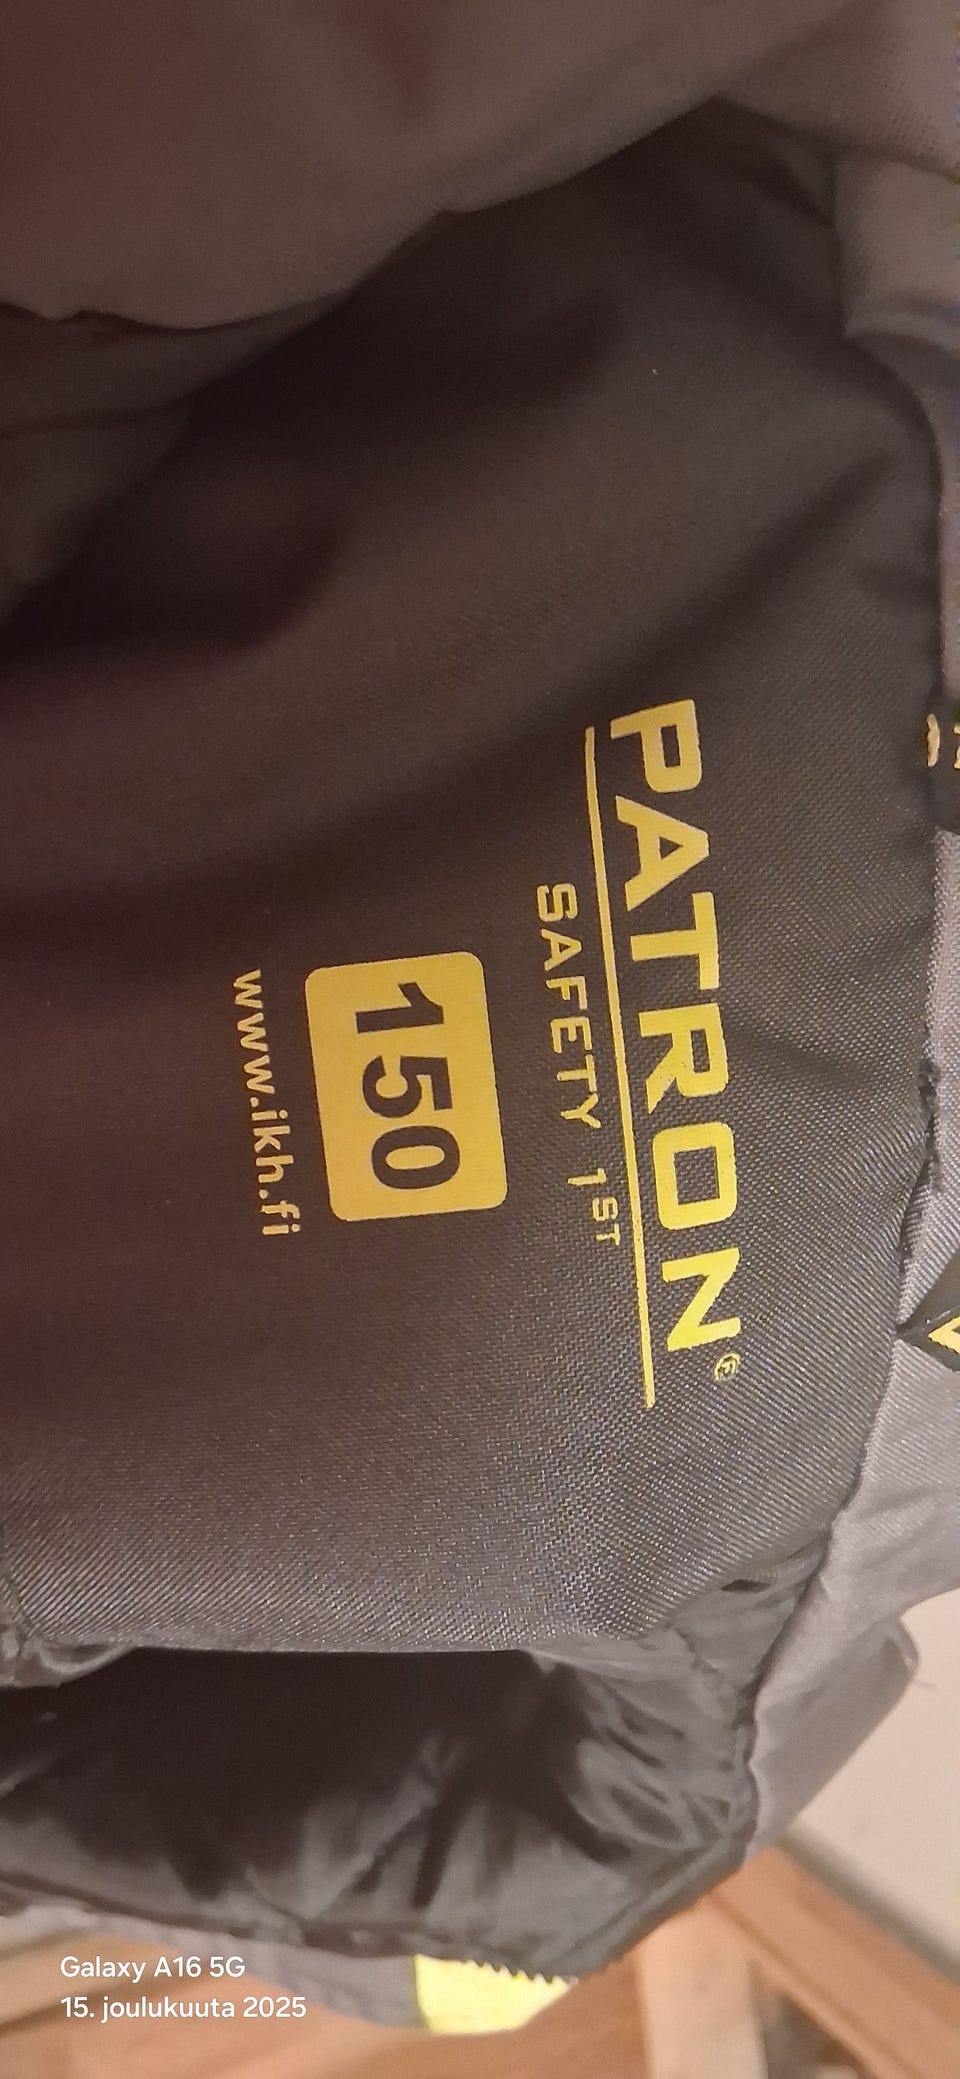 PATRON®
SAFETY 1ST
150
www.ikh.fi
Galaxy A16 5G
15. joulukuuta 2025